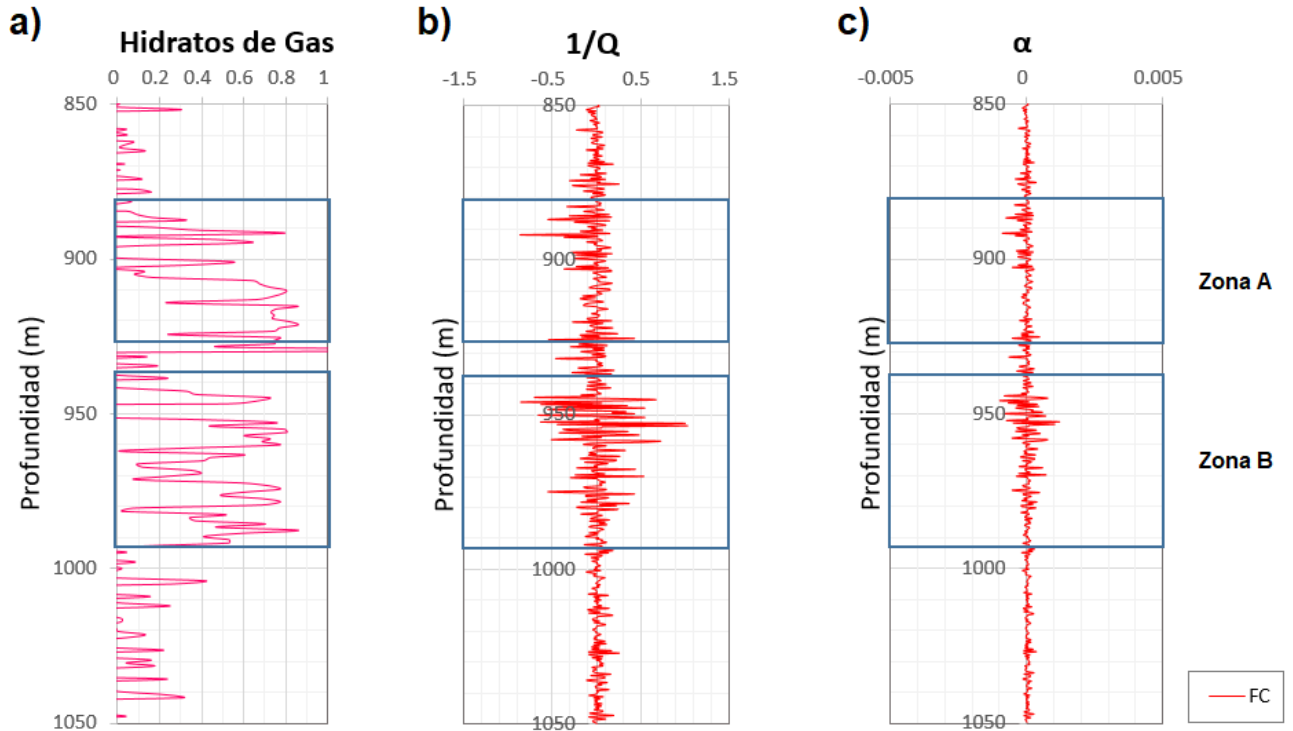 a)
Hidratos de Gas
0 0.2 0.4 0.6 0.8 1
850
900
950
1000
1050
Profundidad (m)
b)
1/Q
-1.5 -0.5 0.5 1.5
850
900
950
1000
1050
Profundidad (m)
c)
α
-0.005 0 0.005
850
900
950
1000
1050
Profundidad (m)
Zona A
Zona B
FC